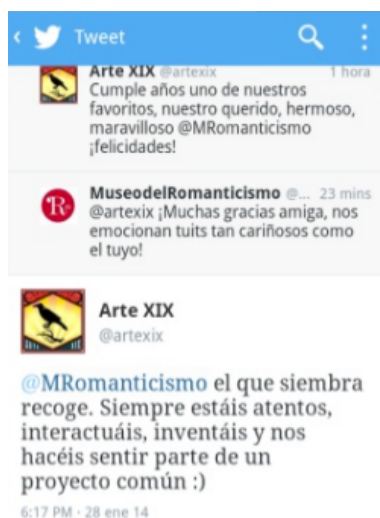 Tweet
Arte XIX @artexix 1 hora
Cumple años uno de nuestros
favoritos, nuestro querido, hermoso,
maravilloso @MRomanticismo
¡felicidades!
R
MuseodelRomanticismo @... 23 mins
@artexix ¡Muchas gracias amiga, nos
emocionan tuits tan cariñosos como
el tuyo!
Arte XIX
@artexix
@MRomanticismo el que siembra
recoge. Siempre estáis atentos,
interactuáis, inventáis y nos
hacéis sentir parte de un
proyecto común :)
6:17 PM · 28 ene 14